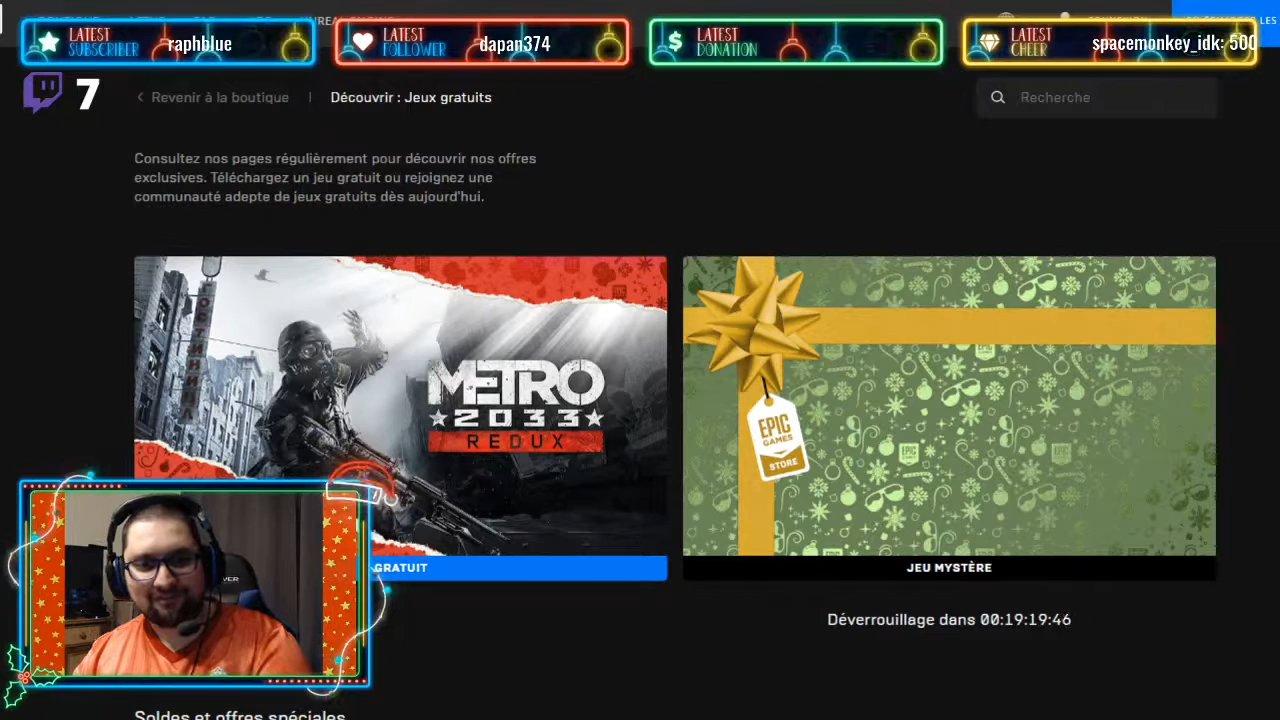 LATEST
SUBSCRIBER
raphblue
LATEST
FOLLOWER
dapan374
LATEST
DONATION
LATEST
CHEER
spacemonkey_idk: 500
7
Revenir à la boutique
Découvrir : Jeux gratuits
Recherche
Consultez nos pages régulièrement pour découvrir nos offres
exclusives. Téléchargez un jeu gratuit ou rejoignez une
communauté adepte de jeux gratuits dès aujourd'hui.
METRO
2033
REDUX
EPIC
GAMES
STORE
GRATUIT
JEU MYSTÈRE
Déverrouillage dans 00:19:19:46
Soldes et offres spéciales